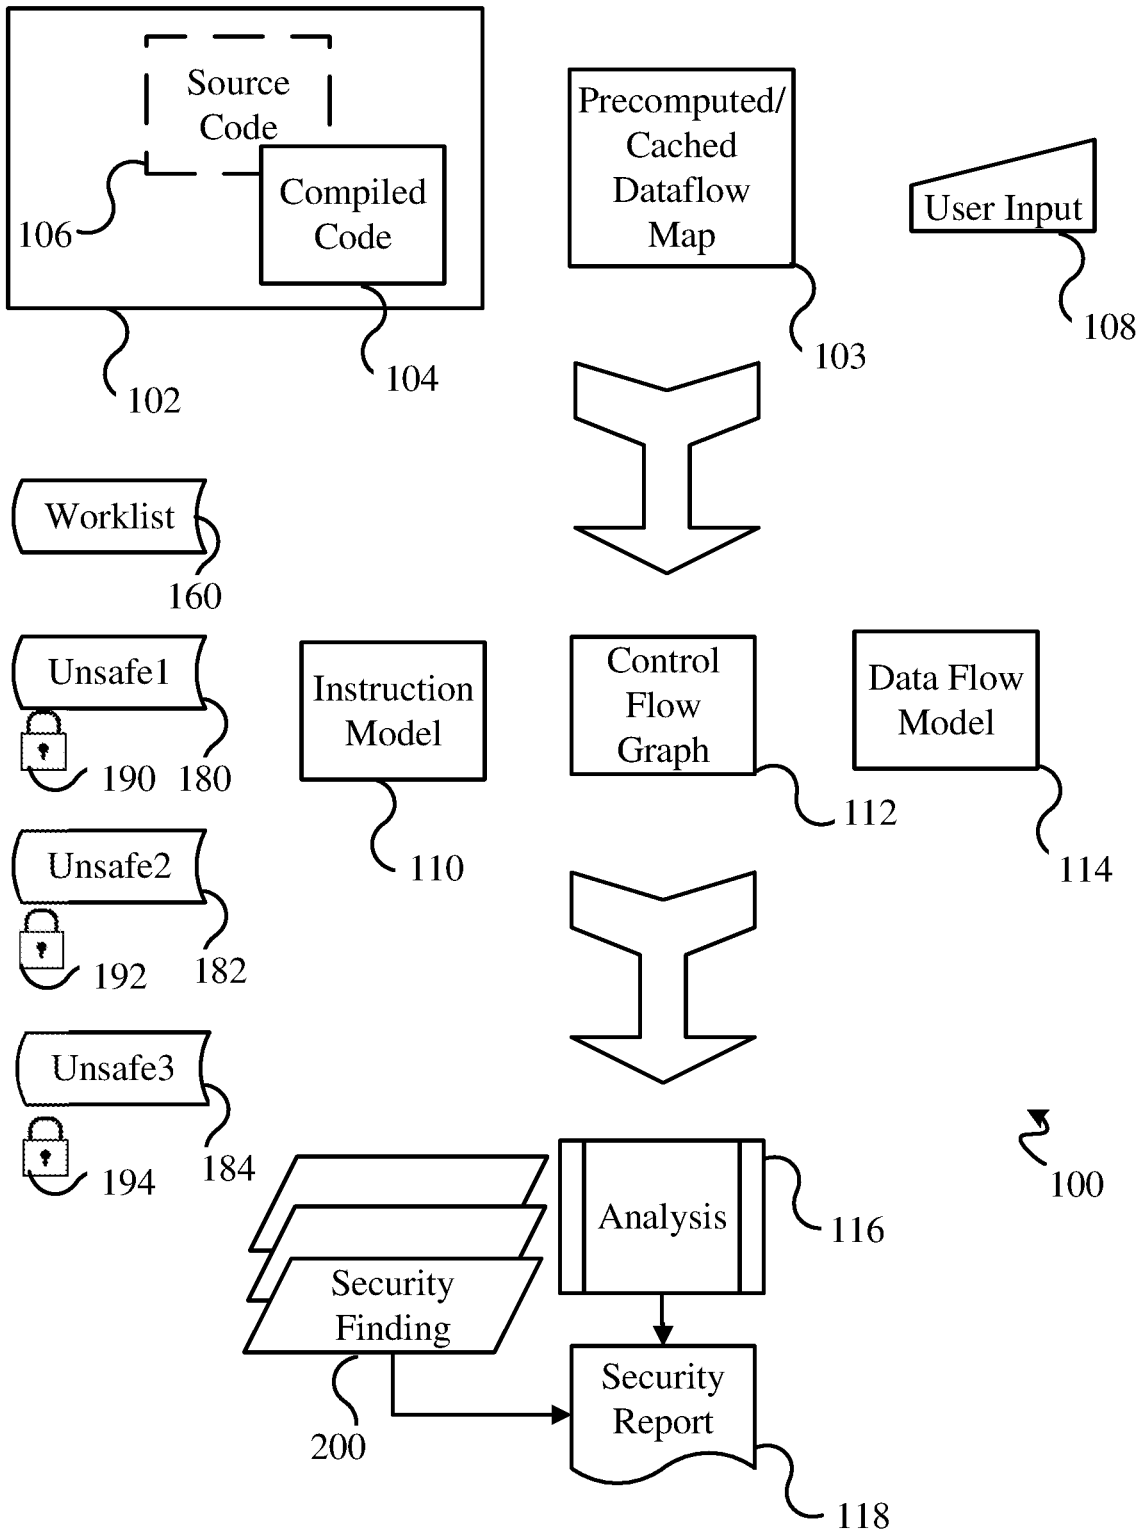 Source
Code
Compiled
Code
106
104
102
Precomputed/
Cached
Dataflow
Map
103
User Input
108
Worklist
160
Unsafe1
190
180
Unsafe2
192
182
Unsafe3
194
184
Instruction
Model
110
Control
Flow
Graph
112
Data Flow
Model
114
Analysis
116
100
Security
Finding
200
Security
Report
118